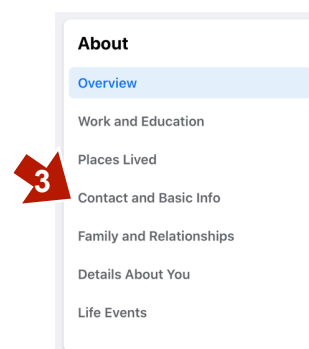 About
Overview
Work and Education
Places Lived
3
Contact and Basic Info
Family and Relationships
Details About You
Life Events